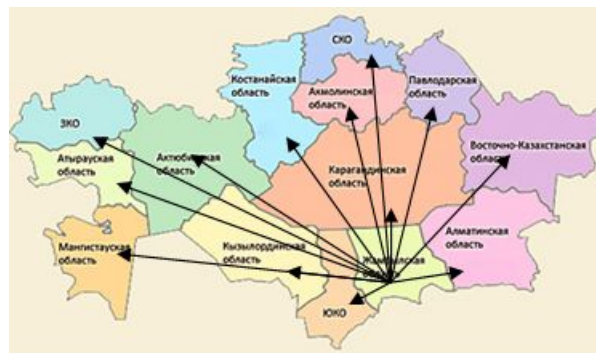 СКО
Костанайская
область
Акмолинская
область
Павлодарская
область
ЗКО
Атырауская
область
Актюбинская
область
Восточно-Казахстанская
область
Карагандинская
область
Алматинская
область
Мангистауская
область
Кызылординская
область
Жамбылская
ЮКО